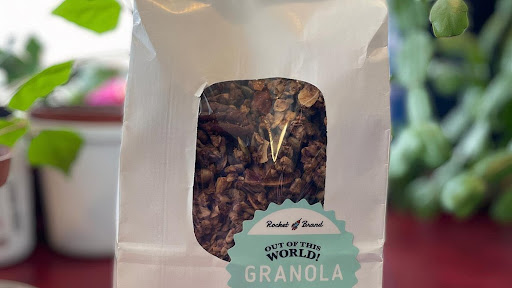 Rocket Brand
OUT OF THIS
WORLD!
GRANOLA